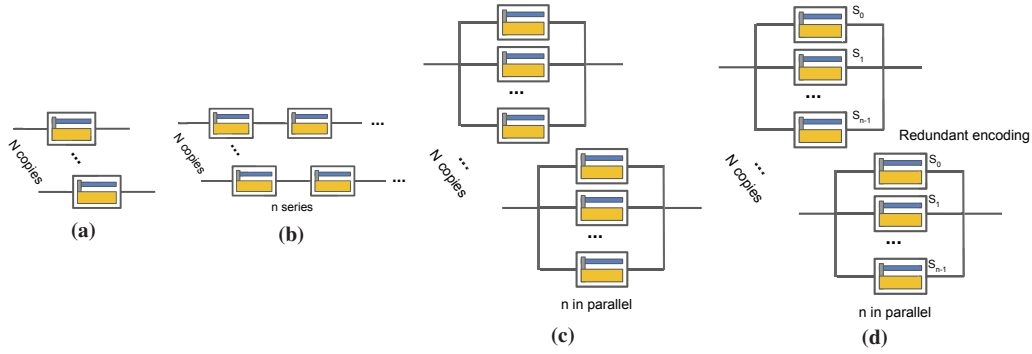 N copies
...
(a)
...
...
N copies
...
n series
(b)
...
...
N copies
...
n in parallel
(c)
S0
S1
...
Sn-1
Redundant encoding
...
N copies
S0
S1
...
Sn-1
n in parallel
(d)